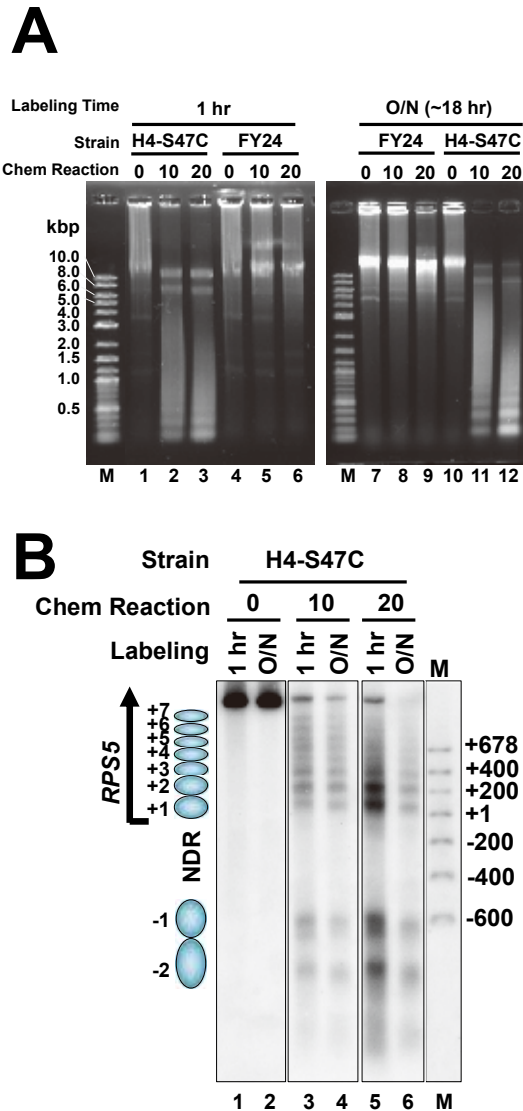 A
Labeling Time 1 hr O/N (~18 hr)
Strain H4-S47C FY24 FY24 H4-S47C
Chem Reaction 0 10 20 0 10 20 0 10 20 0 10 20
kbp
10.0
8.0
6.0
5.0
4.0
3.0
2.0
1.5
1.0
0.5
M 1 2 3 4 5 6 M 7 8 9 10 11 12
B
Strain H4-S47C
Chem Reaction 0 10 20
Labeling 1 hr O/N 1 hr O/N 1 hr O/N M
+7
+6
+5
+4
+3
+2
+1
RPS5
NDR
-1
-2
+678
+400
+200
+1
-200
-400
-600
1 2 3 4 5 6 M